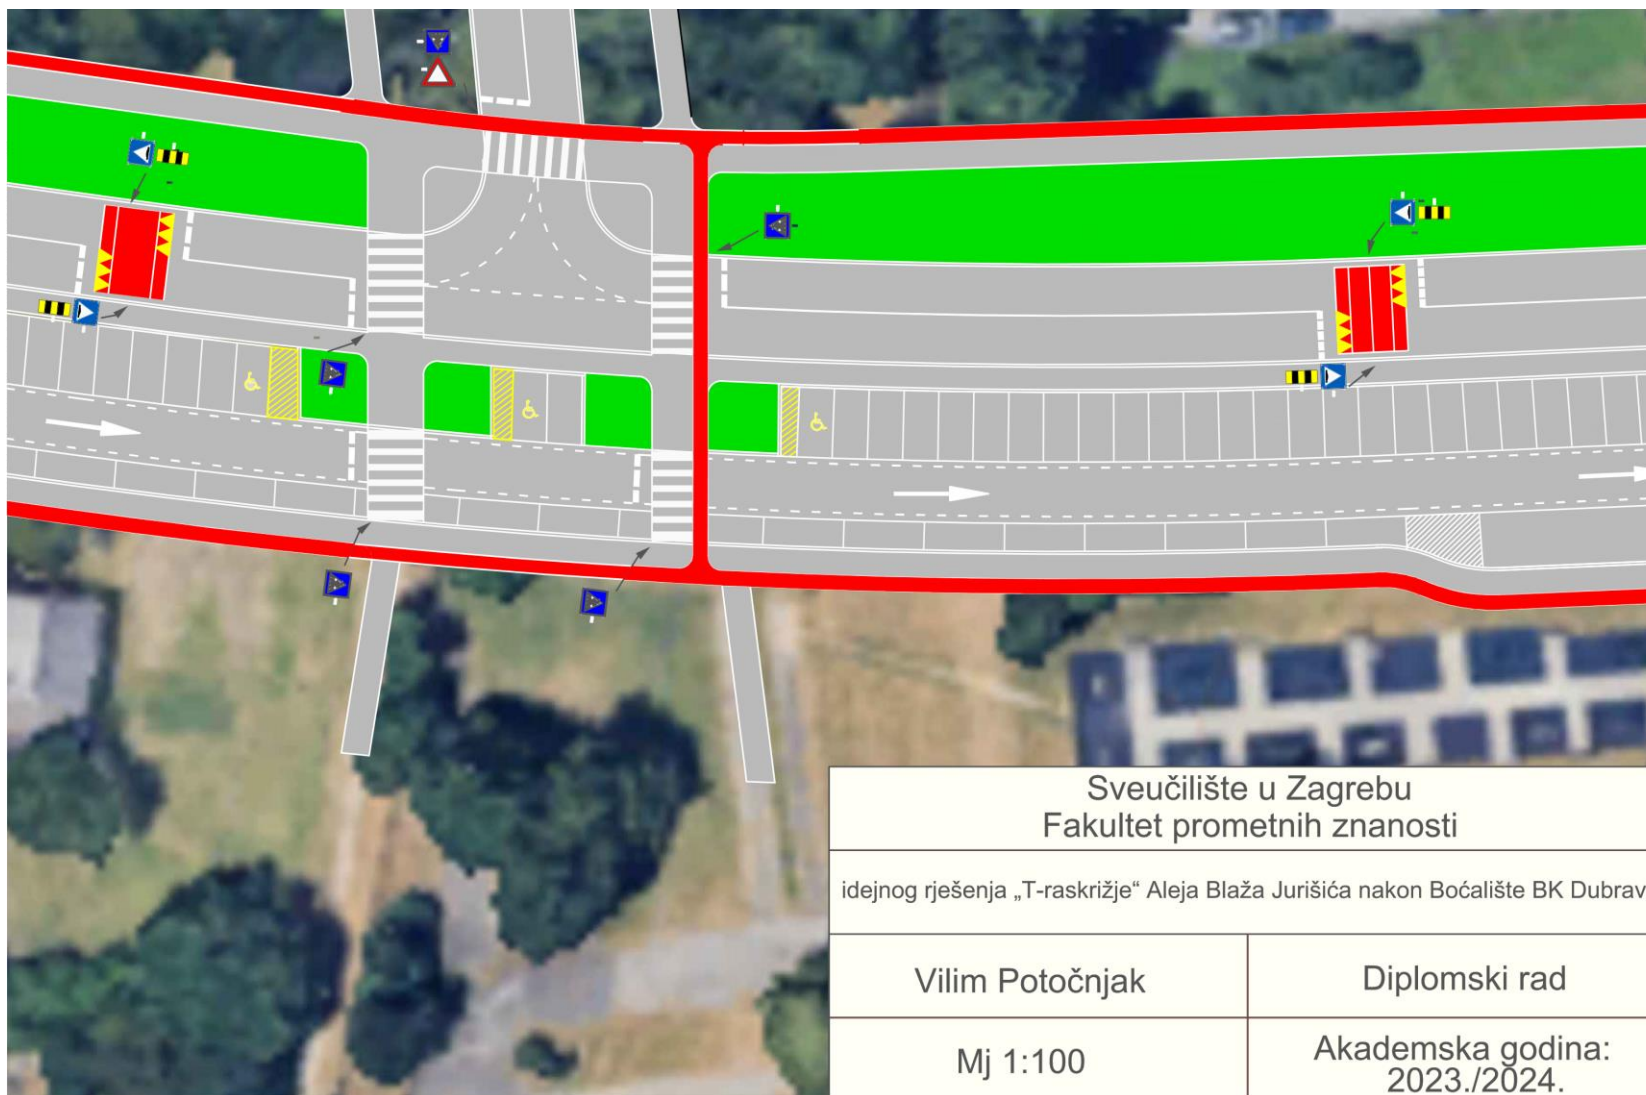 Sveučilište u Zagrebu
Fakultet prometnih znanosti
idejnog rješenja „T-raskrižje“ Aleja Blaža Jurišića nakon Boćalište BK Dubrav
Vilim Potočnjak
Diplomski rad
Mj 1:100
Akademska godina:
2023./2024.